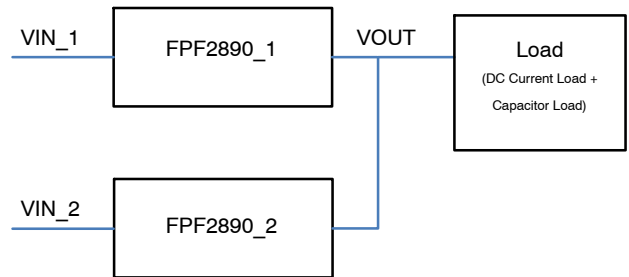 VIN_1
FPF2890_1
VOUT
Load
(DC Current Load +
Capacitor Load)
VIN_2
FPF2890_2